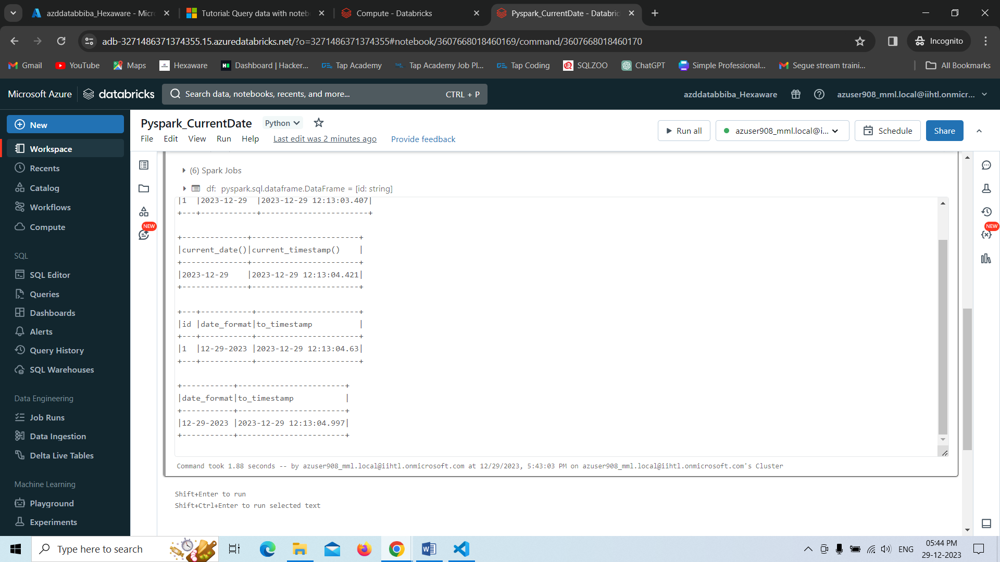 azddatabbiba_Hexaware - Micr
Tutorial: Query data with noteb
Compute - Databricks
Pyspark_CurrentDate - Databric
adb-3271486371374355.15.azuredatabricks.net/?o=3271486371374355#notebook/3607668018460169/command/3607668018460170
Incognito
Gmail
YouTube
Maps
Hexaware
Dashboard | Hacker...
Tap Academy
Tap Academy Job Pl...
Tap Coding
SQLZOO
ChatGPT
Simple Professional...
Segue stream traini...
All Bookmarks
Microsoft Azure
databricks
Search data, notebooks, recents, and more...
CTRL + P
azddatabbiba_Hexaware
azuser908_mml.local@iihtl.onmicr...
New
Workspace
Recents
Catalog
Workflows
Compute
SQL
SQL Editor
Queries
Dashboards
Alerts
Query History
SQL Warehouses
Data Engineering
Job Runs
Data Ingestion
Delta Live Tables
Machine Learning
Playground
Experiments
Pyspark_CurrentDate
Python
File Edit View Run Help Last edit was 2 minutes ago Provide feedback
Run all
azuser908_mml.local@i...
Schedule
Share
NEW
NEW
(6) Spark Jobs
df: pyspark.sql.dataframe.DataFrame = [id: string]
|1  |2023-12-29  |2023-12-29 12:13:03.407|
+---+------------+-----------------------+
+--------------+-----------------------+
|current_date()|current_timestamp()    |
+--------------+-----------------------+
|2023-12-29    |2023-12-29 12:13:04.421|
+--------------+-----------------------+
+---+-----------+----------------------+
|id |date_format|to_timestamp          |
+---+-----------+----------------------+
|1  |12-29-2023 |2023-12-29 12:13:04.63|
+---+-----------+----------------------+
+-----------+-----------------------+
|date_format|to_timestamp           |
+-----------+-----------------------+
|12-29-2023 |2023-12-29 12:13:04.997|
+-----------+-----------------------+
Command took 1.88 seconds -- by azuser908_mml.local@iihtl.onmicrosoft.com at 12/29/2023, 5:43:03 PM on azuser908_mml.local@iihtl.onmicrosoft.com's Cluster
Shift+Enter to run
Shift+Ctrl+Enter to run selected text
Type here to search
ENG
05:44 PM
29-12-2023